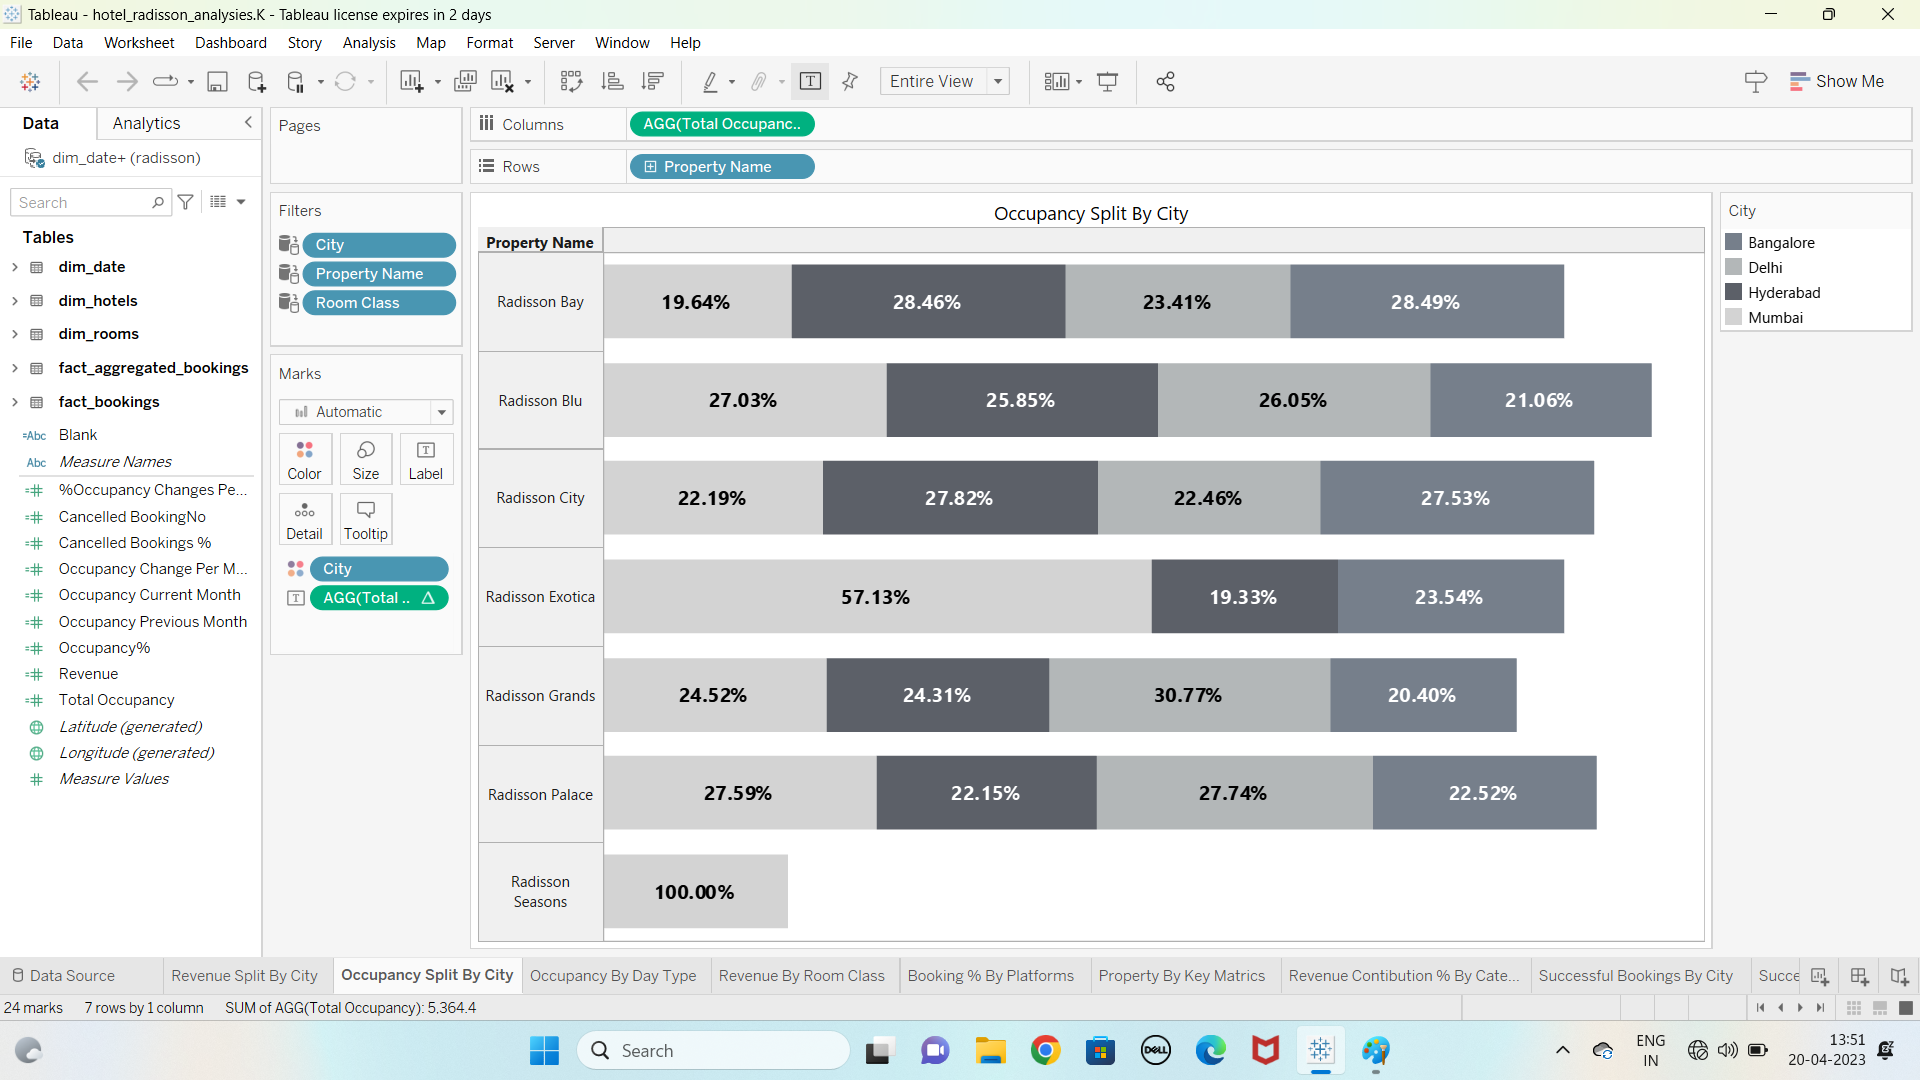 Tableau - hotel_radisson_analysies.K - Tableau license expires in 2 days
File Data Worksheet Dashboard Story Analysis Map Format Server Window Help
T Entire View Show Me
Data Analytics
dim_date+ (radisson)
Search
Tables
dim_date
dim_hotels
dim_rooms
fact_aggregated_bookings
fact_bookings
=Abc Blank
Abc Measure Names
%Occupancy Changes Pe...
Cancelled BookingNo
Cancelled Bookings %
Occupancy Change Per M...
Occupancy Current Month
Occupancy Previous Month
Occupancy%
Revenue
Total Occupancy
Latitude (generated)
Longitude (generated)
Measure Values
Pages
Filters
City
Property Name
Room Class
Marks
Automatic
Color Size Label
Detail Tooltip
City
AGG(Total ..
Columns AGG(Total Occupanc..
Rows Property Name
Occupancy Split By City
Property Name
Radisson Bay 19.64% 28.46% 23.41% 28.49%
Radisson Blu 27.03% 25.85% 26.05% 21.06%
Radisson City 22.19% 27.82% 22.46% 27.53%
Radisson Exotica 57.13% 19.33% 23.54%
Radisson Grands 24.52% 24.31% 30.77% 20.40%
Radisson Palace 27.59% 22.15% 27.74% 22.52%
Radisson
Seasons
100.00%
City
Bangalore
Delhi
Hyderabad
Mumbai
Data Source Revenue Split By City Occupancy Split By City Occupancy By Day Type Revenue By Room Class Booking % By Platforms Property By Key Matrics Revenue Contibution % By Cate... Successful Bookings By City Succe
24 marks 7 rows by 1 column SUM of AGG(Total Occupancy): 5,364.4
Search
DELL
ENG
IN
13:51
20-04-2023